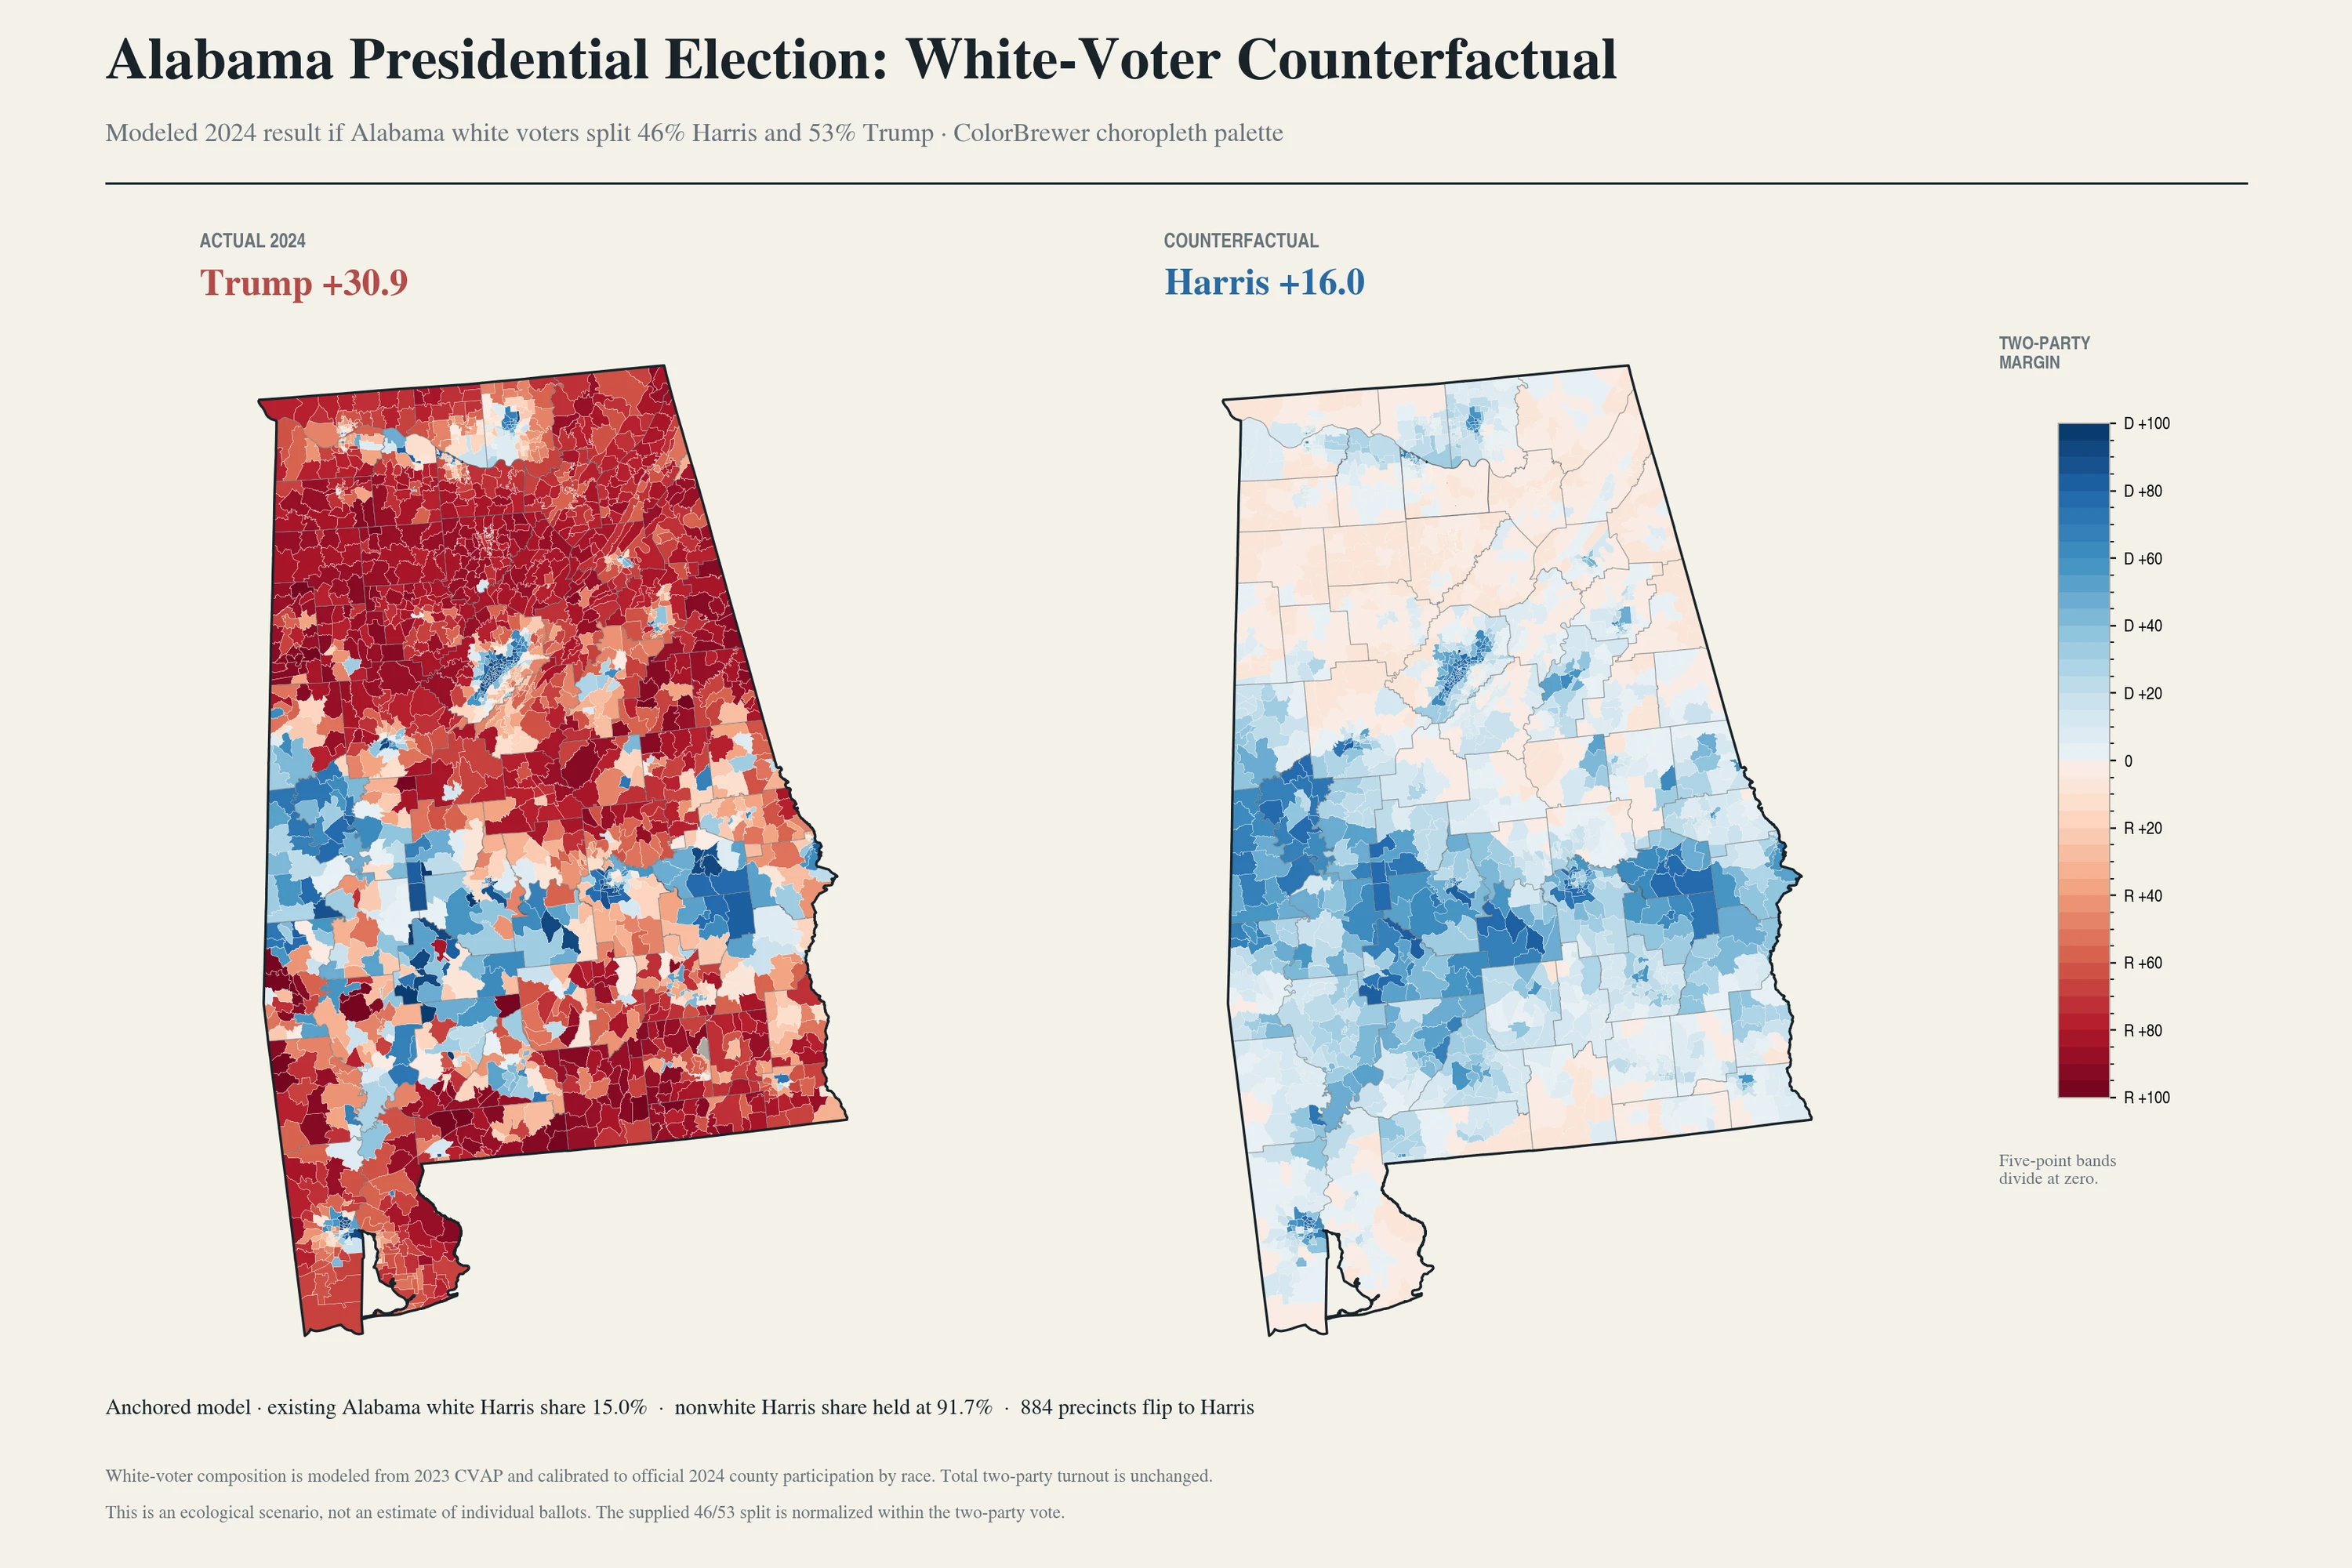 Alabama Presidential Election: White-Voter Counterfactual
Modeled 2024 result if Alabama white voters split 46% Harris and 53% Trump · ColorBrewer choropleth palette
ACTUAL 2024
Trump +30.9
COUNTERFACTUAL
Harris +16.0
TWO-PARTY
MARGIN
D +100
D +80
D +60
D +40
D +20
0
R +20
R +40
R +60
R +80
R +100
Five-point bands
divide at zero.
Anchored model · existing Alabama white Harris share 15.0% · nonwhite Harris share held at 91.7% · 884 precincts flip to Harris
White-voter composition is modeled from 2023 CVAP and calibrated to official 2024 county participation by race. Total two-party turnout is unchanged.
This is an ecological scenario, not an estimate of individual ballots. The supplied 46/53 split is normalized within the two-party vote.